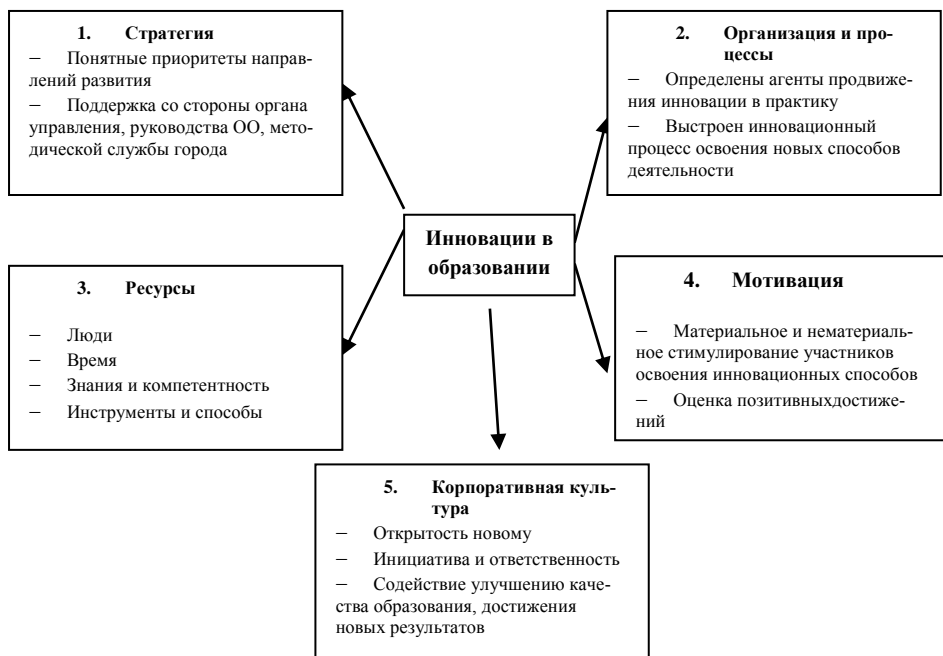 1. Стратегия
– Понятные приоритеты направ-
лений развития
– Поддержка со стороны органа
управления, руководства ОО, мето-
дической службы города
2. Организация и про-
цессы
– Определены агенты продвиже-
ния инновации в практику
– Выстроен инновационный
процесс освоения новых способов
деятельности
Инновации в
образовании
3. Ресурсы
– Люди
– Время
– Знания и компетентность
– Инструменты и способы
4. Мотивация
– Материальное и нематериаль-
ное стимулирование участников
освоения инновационных способов
– Оценка позитивныхдостиже-
ний
5. Корпоративная куль-
тура
– Открытость новому
– Инициатива и ответственность
– Содействие улучшению каче-
ства образования, достижения
новых результатов